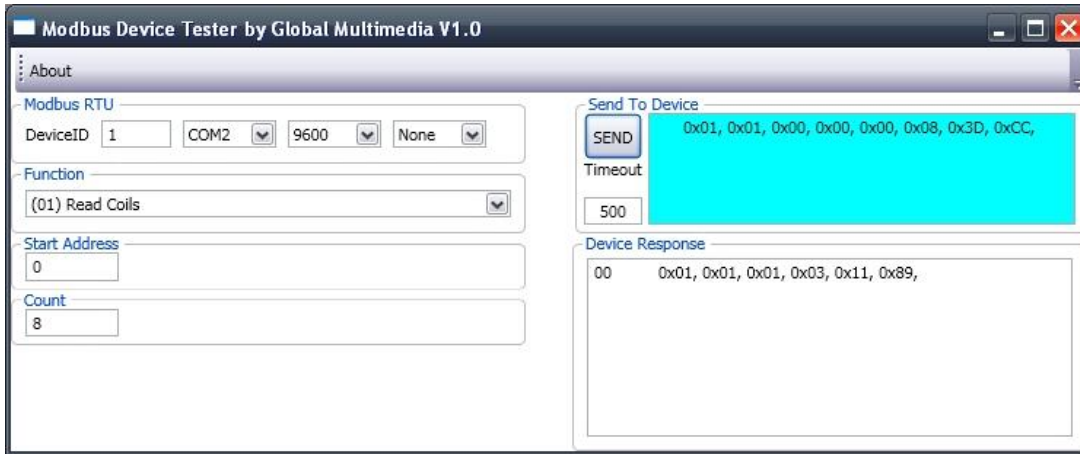 Modbus Device Tester by Global Multimedia V1.0
About
Modbus RTU
DeviceID 1 COM2 9600 None
Function
(01) Read Coils
Start Address
0
Count
8
Send To Device
SEND 0x01, 0x01, 0x00, 0x00, 0x00, 0x08, 0x3D, 0xCC,
Timeout
500
Device Response
00 0x01, 0x01, 0x01, 0x03, 0x11, 0x89,